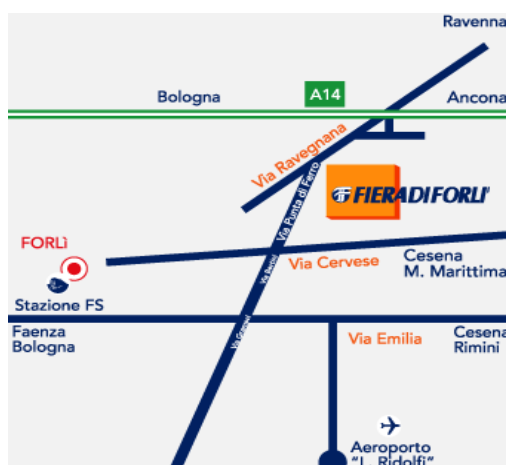 Ravenna
Bologna
A14
Ancona
Via Ravegnana
Via Punta di Ferro
FIERADIFORLI'
FORLì
Via Cervese
Cesena
M. Marittima
Stazione FS
Faenza
Bologna
Via Emilia
Cesena
Rimini
Aeroporto
"L. Ridolfi"